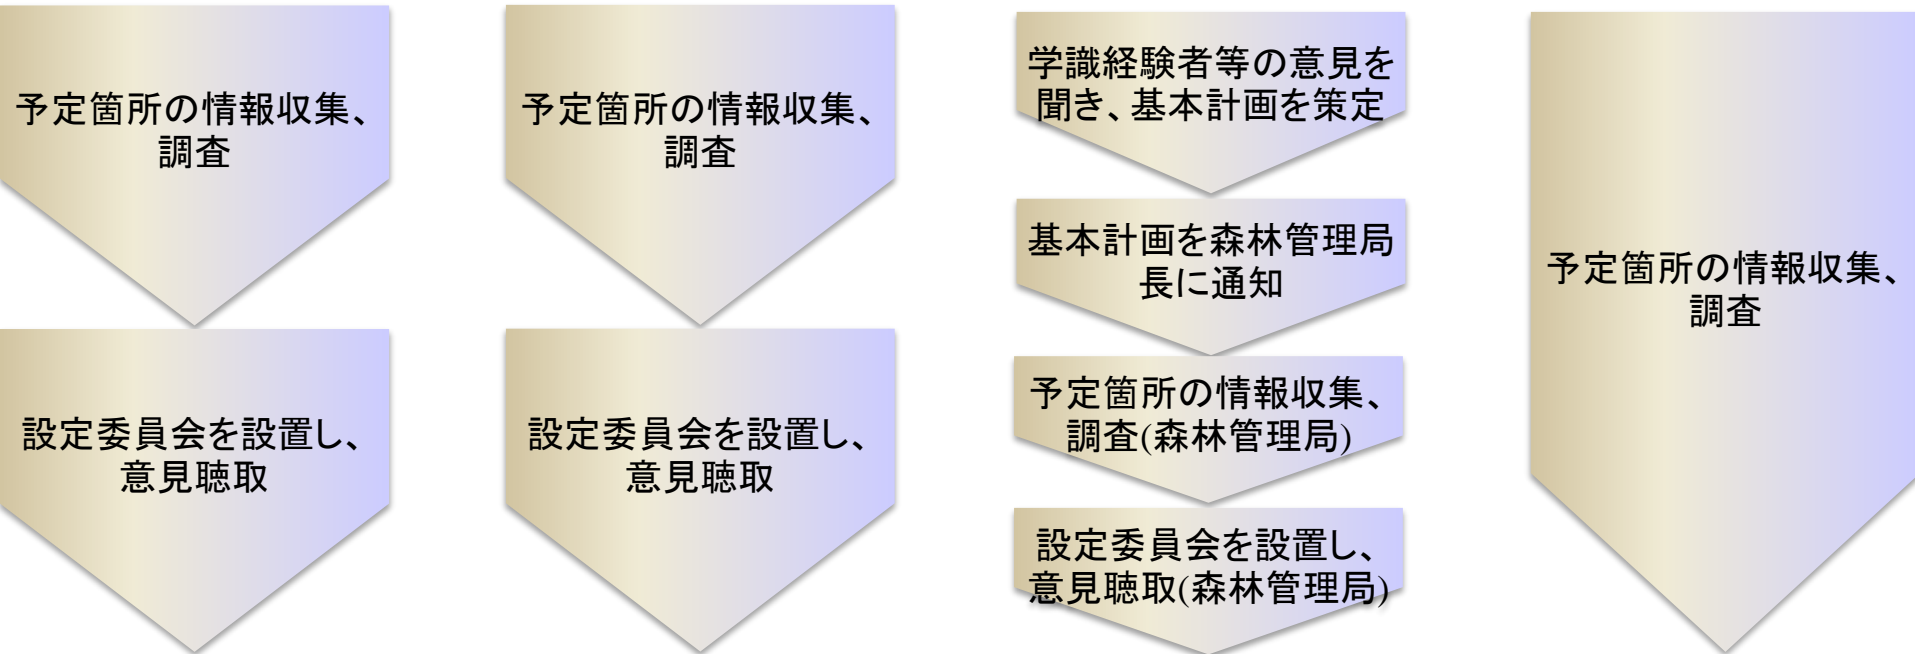 予定箇所の情報収集、
調査
設定委員会を設置し、
意見聴取
予定箇所の情報収集、
調査
設定委員会を設置し、
意見聴取
学識経験者等の意見を
聞き、基本計画を策定
基本計画を森林管理局
長に通知
予定箇所の情報収集、
調査(森林管理局)
設定委員会を設置し、
意見聴取(森林管理局)
予定箇所の情報収集、
調査